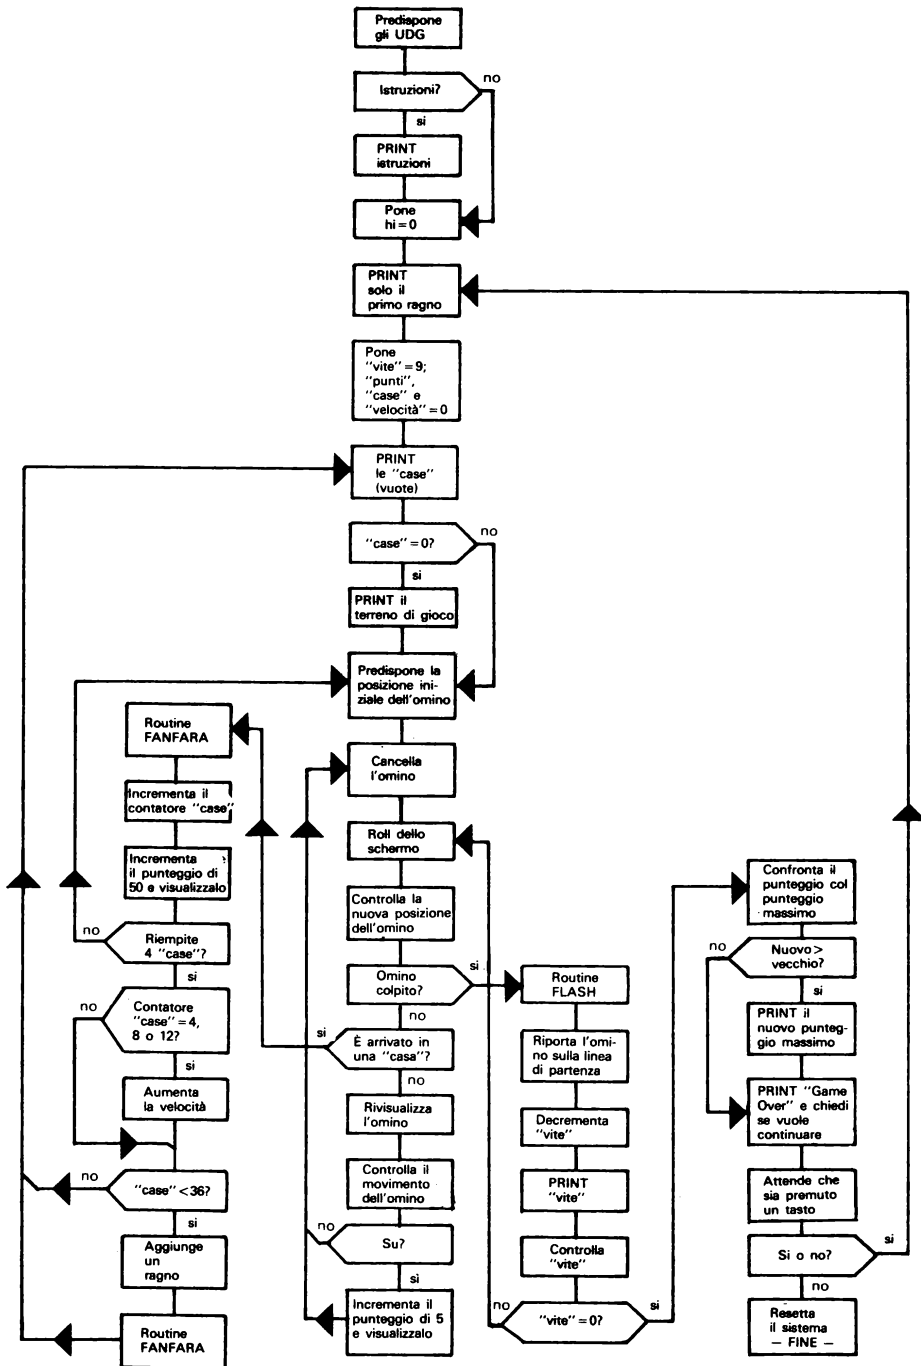 Predispone
gli UDG
Istruzioni?
no
si
PRINT
istruzioni
Pone
hi = 0
PRINT
solo il
primo ragno
Pone
"vite" = 9;
"punti",
"case" e
"velocità" = 0
PRINT
le "case"
(vuote)
"case" = 0?
no
si
PRINT il
terreno di gioco
Predispone la
posizione ini-
ziale dell'omino
Cancella
l'omino
Roll dello
schermo
Controlla la
nuova posizione
dell'omino
Omino
colpito?
si
no
È arrivato in
una "casa"?
si
no
Rivisualizza
l'omino
Controlla il
movimento
dell'omino
Su?
no
si
Incrementa il
punteggio di 5
e visualizzalo
Routine
FANFARA
Incrementa il
contatore "case"
Incrementa
il punteggio di
50 e visualizzalo
Riempite
4 "case"?
no
si
Contatore
"case" = 4,
8 o 12?
no
si
Aumenta
la velocità
"case" < 36?
no
si
Aggiunge
un
ragno
Routine
FANFARA
Routine
FLASH
Riporta l'omi-
no sulla linea
di partenza
Decrementa
"vite"
PRINT
"vite"
Controlla
"vite"
"vite" = 0?
no
si
Confronta il
punteggio col
punteggio
massimo
Nuovo >
vecchio?
no
si
PRINT il
nuovo punteg-
gio massimo
PRINT "Game
Over" e chiedi
se vuole
continuare
Attende che
sia premuto
un tasto
Si o no?
si
no
Resetta
il sistema
— FINE —